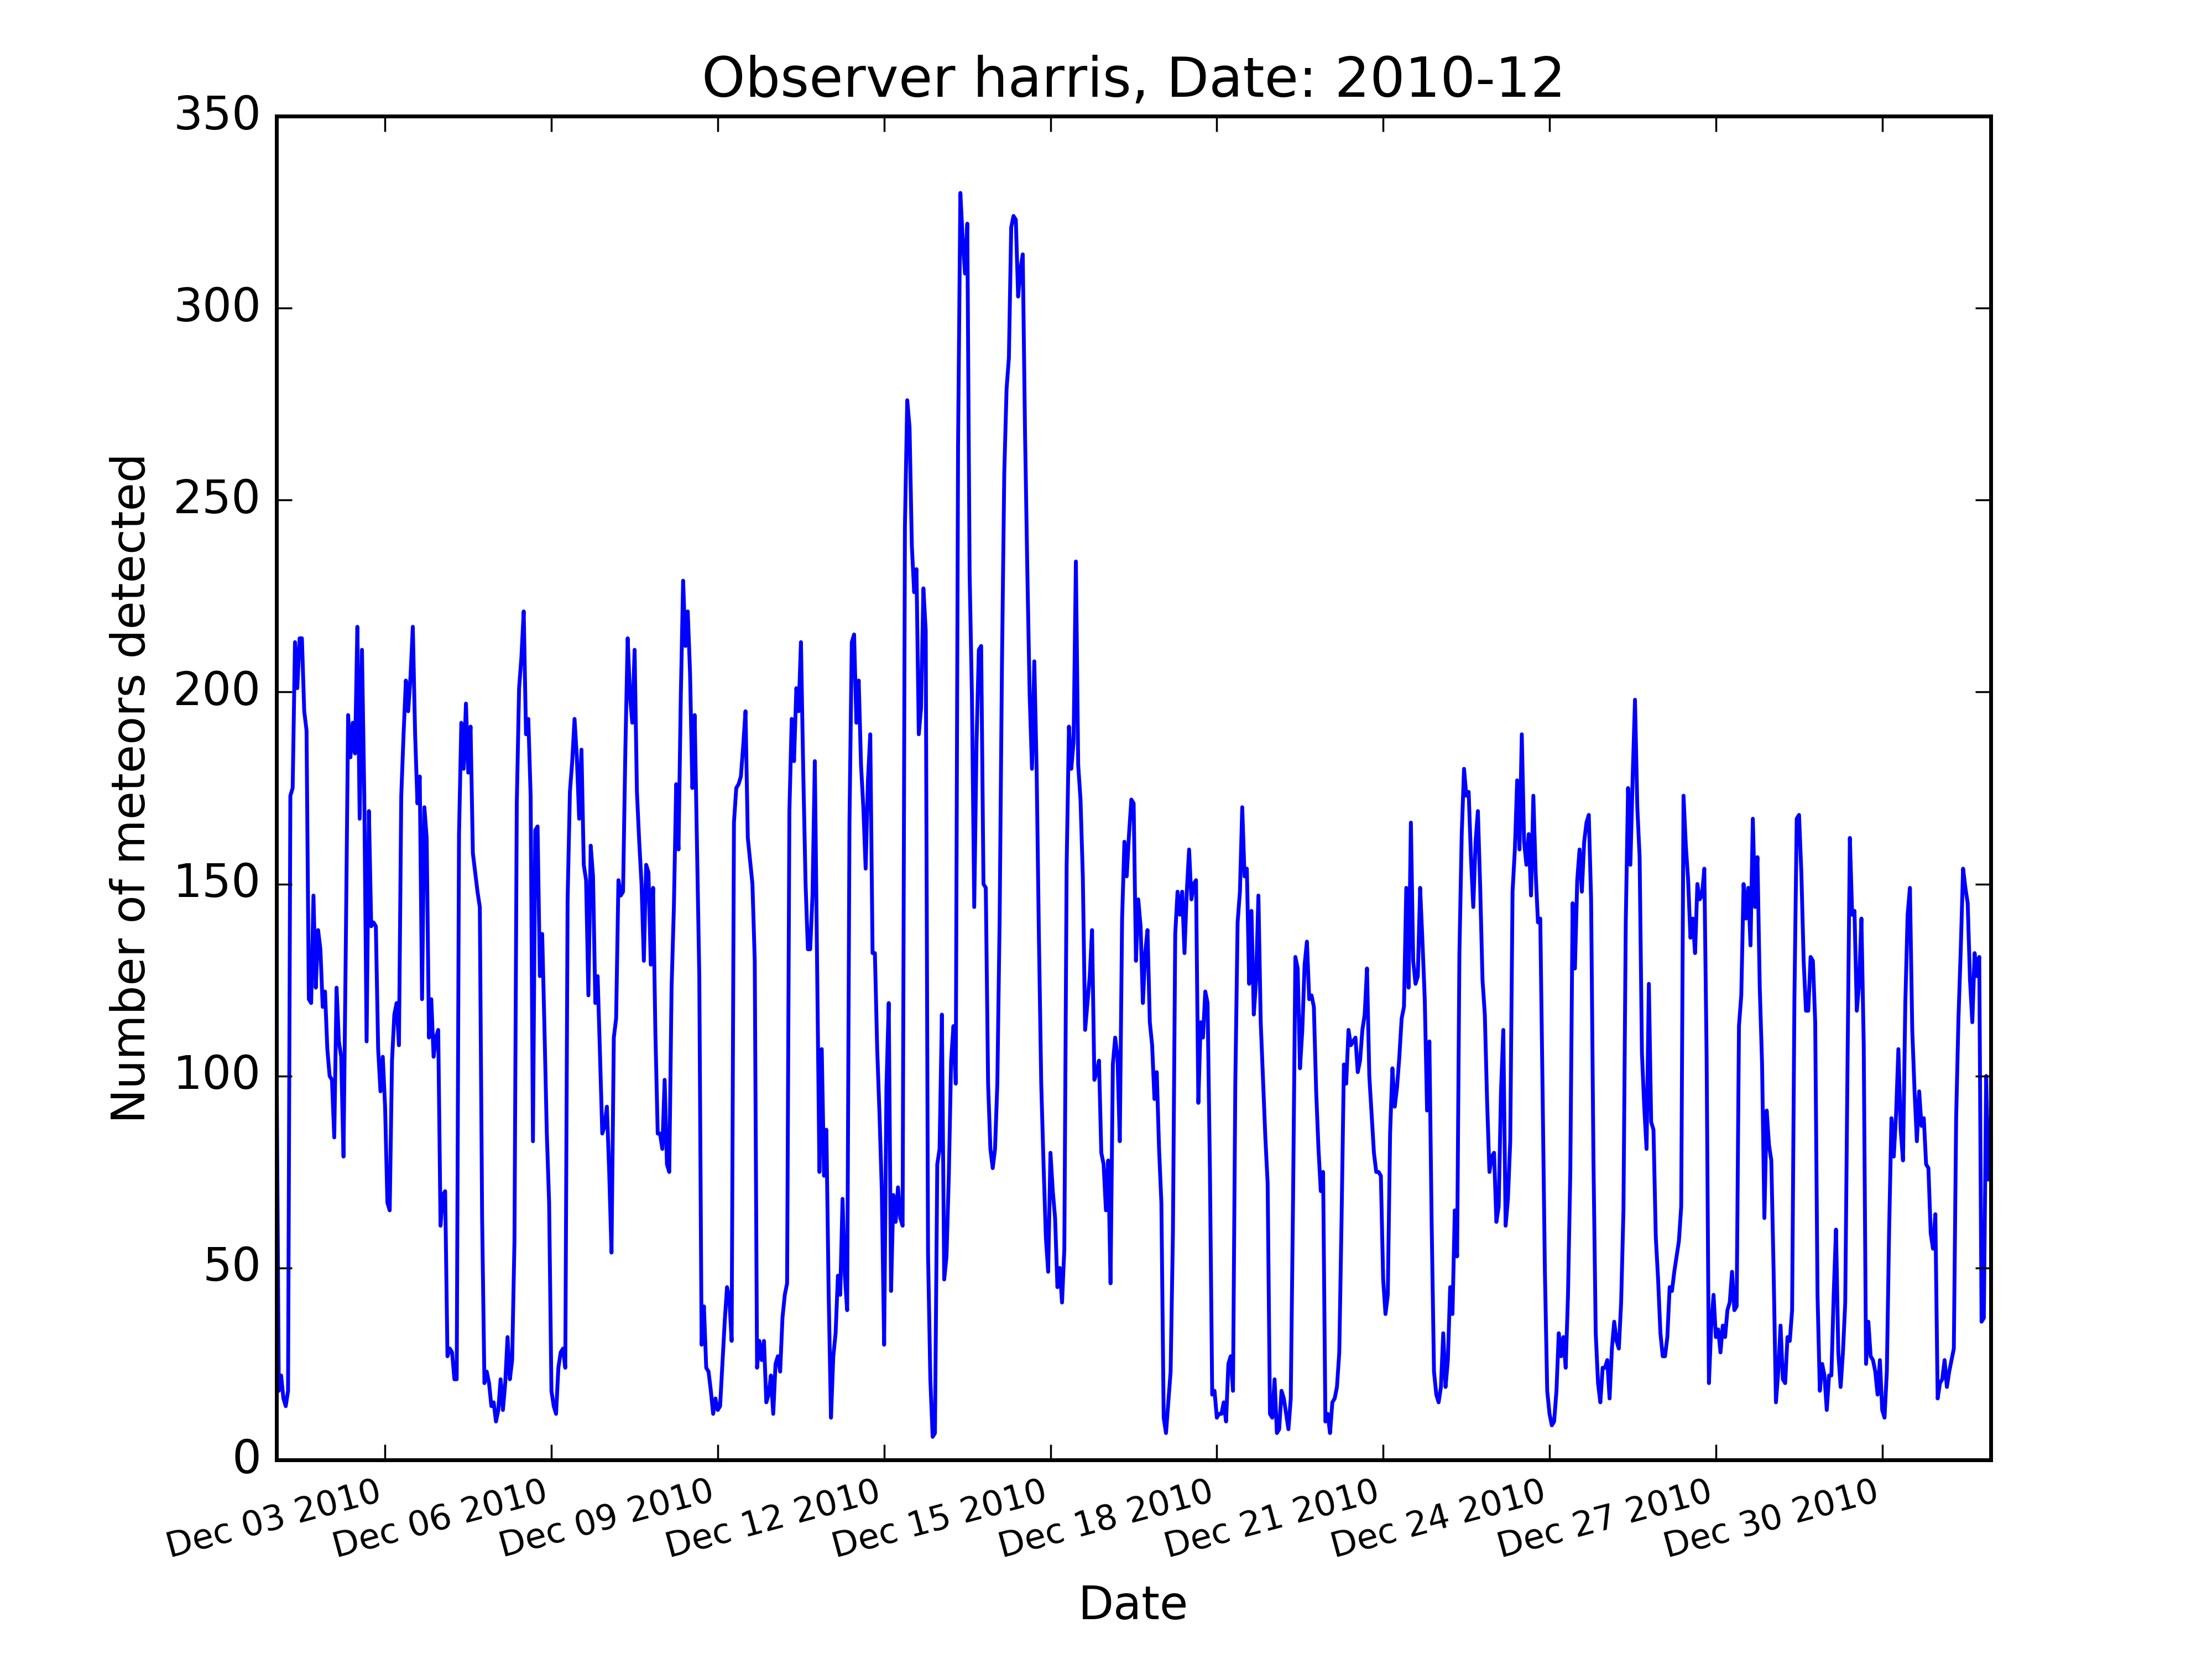 Observer harris, Date: 2010-12
350
300
250
200
150
100
50
0
Number of meteors detected
Dec 03 2010
Dec 06 2010
Dec 09 2010
Dec 12 2010
Dec 15 2010
Dec 18 2010
Dec 21 2010
Dec 24 2010
Dec 27 2010
Dec 30 2010
Date